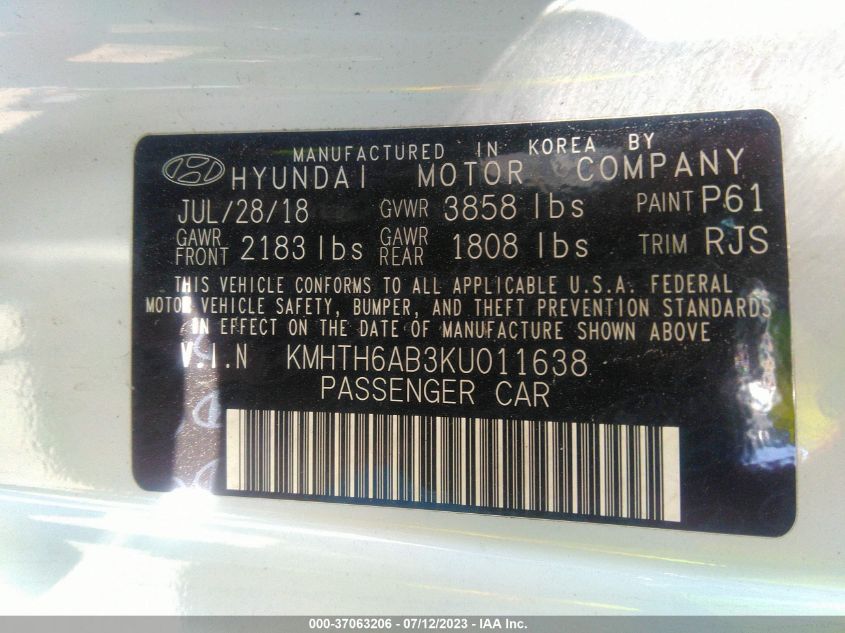 MANUFACTURED IN KOREA BY
HYUNDAI MOTOR COMPANY
JUL/28/18 GVWR 3858 lbs PAINT P61
GAWR FRONT 2183 lbs GAWR REAR 1808 lbs TRIM RJS
THIS VEHICLE CONFORMS TO ALL APPLICABLE U.S.A. FEDERAL
MOTOR VEHICLE SAFETY, BUMPER, AND THEFT PREVENTION STANDARDS
IN EFFECT ON THE DATE OF MANUFACTURE SHOWN ABOVE
V.I.N KMHTH6AB3KU011638
PASSENGER CAR
000-37063206 - 07/12/2023 - IAA Inc.